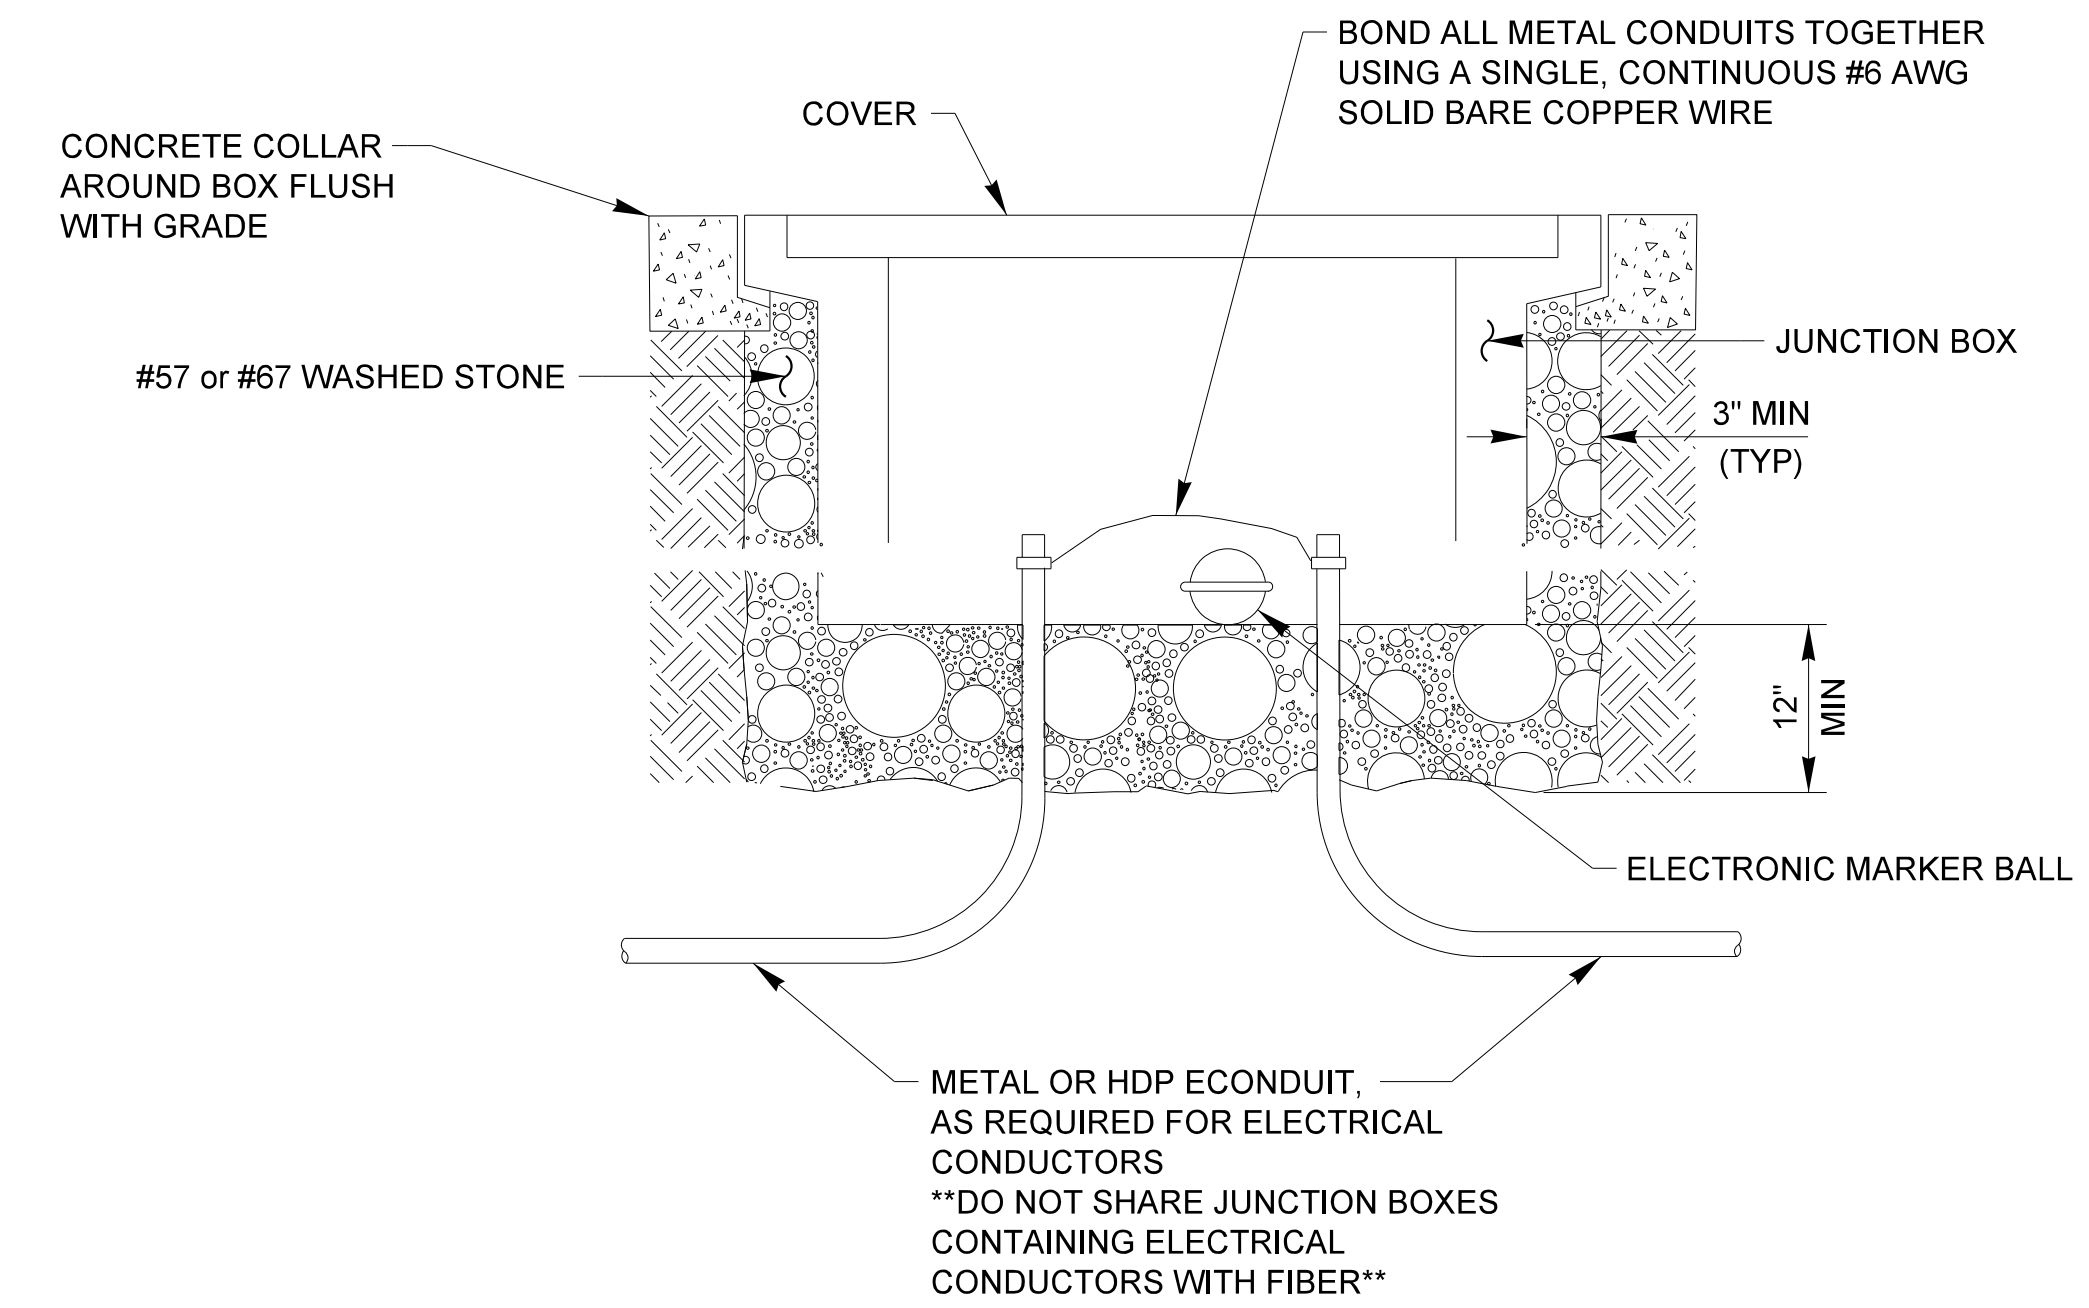 BOND ALL METAL CONDUITS TOGETHER
USING A SINGLE, CONTINUOUS #6 AWG
SOLID BARE COPPER WIRE
COVER
CONCRETE COLLAR
AROUND BOX FLUSH
WITH GRADE
#57 or #67 WASHED STONE
JUNCTION BOX
3" MIN
(TYP)
12"
MIN
ELECTRONIC MARKER BALL
METAL OR HDP ECONDUIT,
AS REQUIRED FOR ELECTRICAL
CONDUCTORS
**DO NOT SHARE JUNCTION BOXES
CONTAINING ELECTRICAL
CONDUCTORS WITH FIBER**